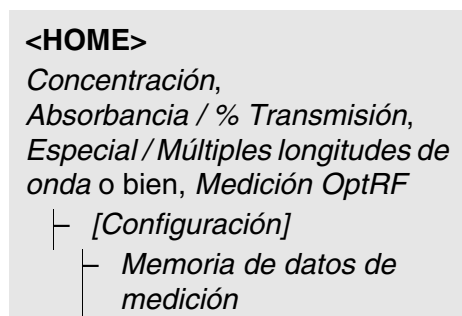 <HOME>
Concentración,
Absorbancia / % Transmisión,
Especial / Múltiples longitudes de
onda o bien, Medición OptRF
[Configuración]
Memoria de datos de
medición